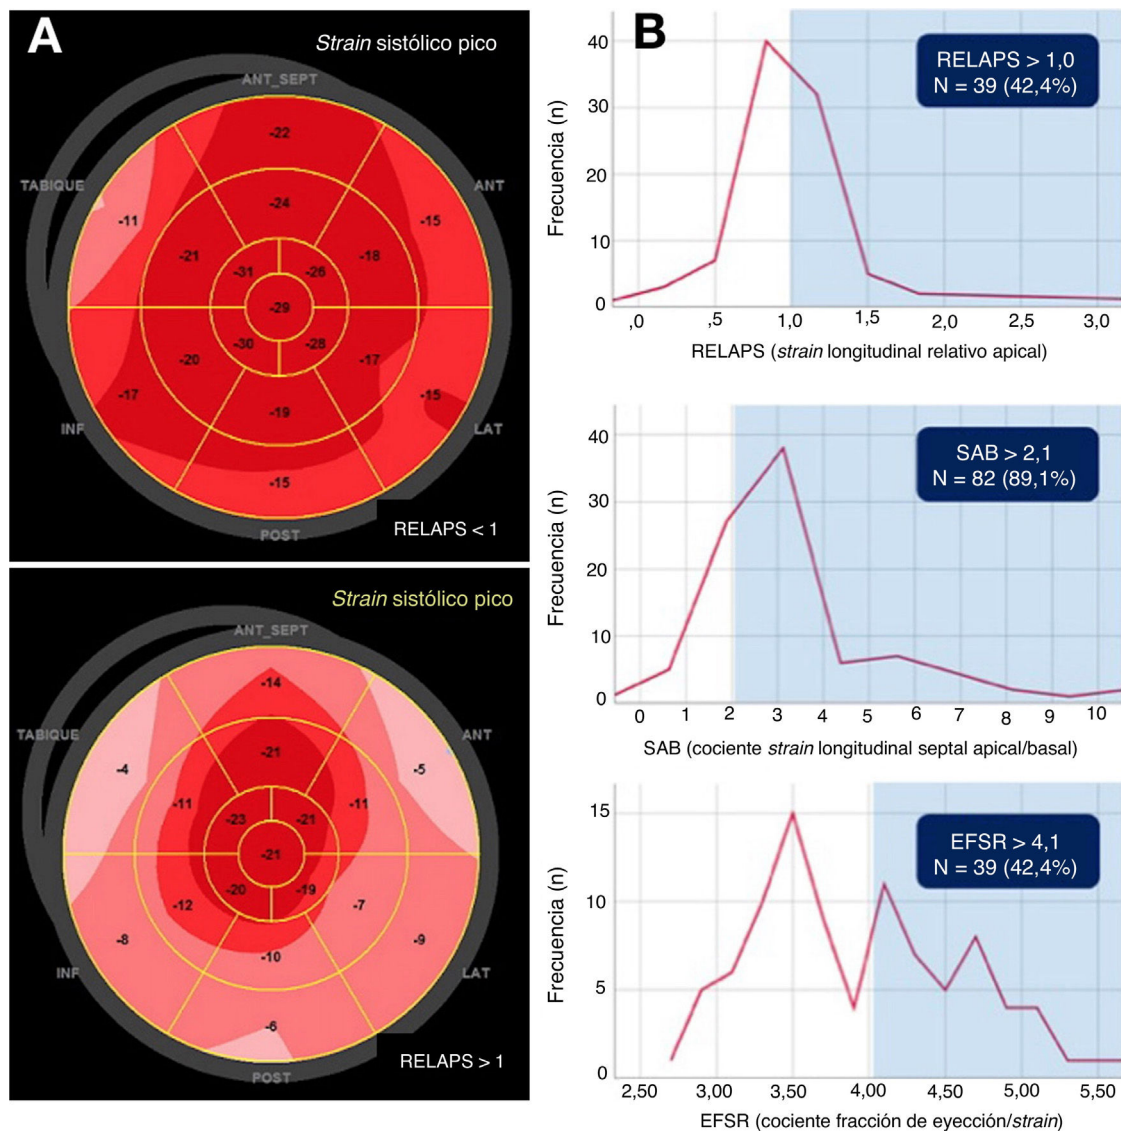 A
Strain sistólico pico
ANT_SEPT
TABIQUE
ANT
-22
-24
-11
-15
-21
-18
-31
-26
-29
-30
-28
-20
-17
-17
-15
-19
INF
LAT
-15
POST
RELAPS < 1
Strain sistólico pico
ANT_SEPT
TABIQUE
ANT
-14
-21
-4
-5
-11
-11
-23
-21
-21
-20
-19
-12
-7
-8
-9
-10
INF
LAT
-6
POST
RELAPS > 1
B
RELAPS > 1,0
N = 39 (42,4%)
Frecuencia (n)
40
30
20
10
0
,0 ,5 1,0 1,5 2,0 2,5 3,0
RELAPS (strain longitudinal relativo apical)
SAB > 2,1
N = 82 (89,1%)
Frecuencia (n)
40
30
20
10
0
0 1 2 3 4 5 6 7 8 9 10
SAB (cociente strain longitudinal septal apical/basal)
EFSR > 4,1
N = 39 (42,4%)
Frecuencia (n)
15
10
5
0
2,50 3,00 3,50 4,00 4,50 5,00 5,50
EFSR (cociente fracción de eyección/strain)